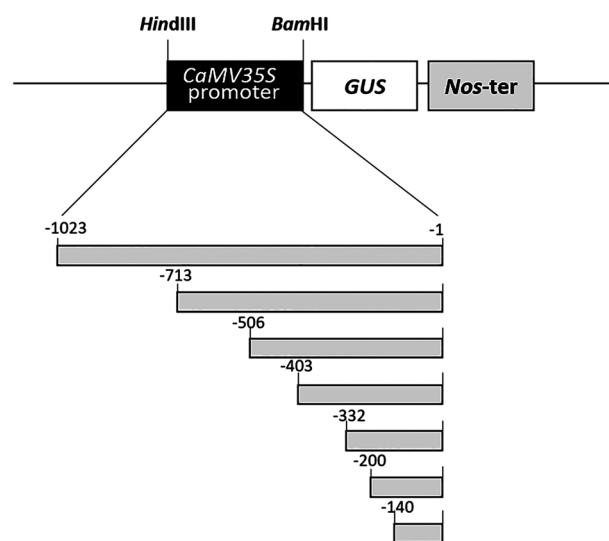 HindIII BamHI
CaMV35S
promoter
GUS
Nos-ter
-1023 -1
-713
-506
-403
-332
-200
-140